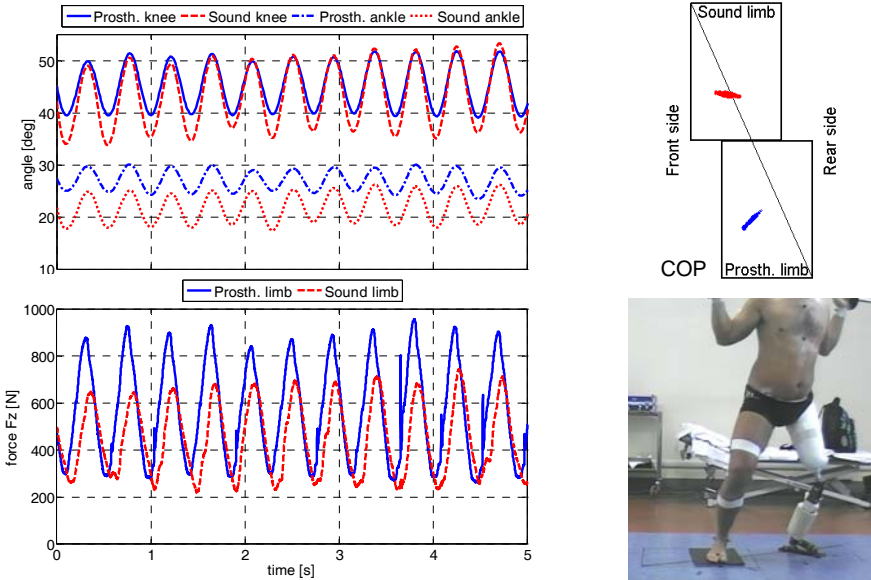 Prosth. knee Sound knee Prosth. ankle Sound ankle
50
40
30
20
10
angle [deg]
Prosth. limb Sound limb
1000
800
600
400
200
0
force Fz [N]
0 1 2 3 4 5
time [s]
Sound limb
Front side
Rear side
COP
Prosth. limb